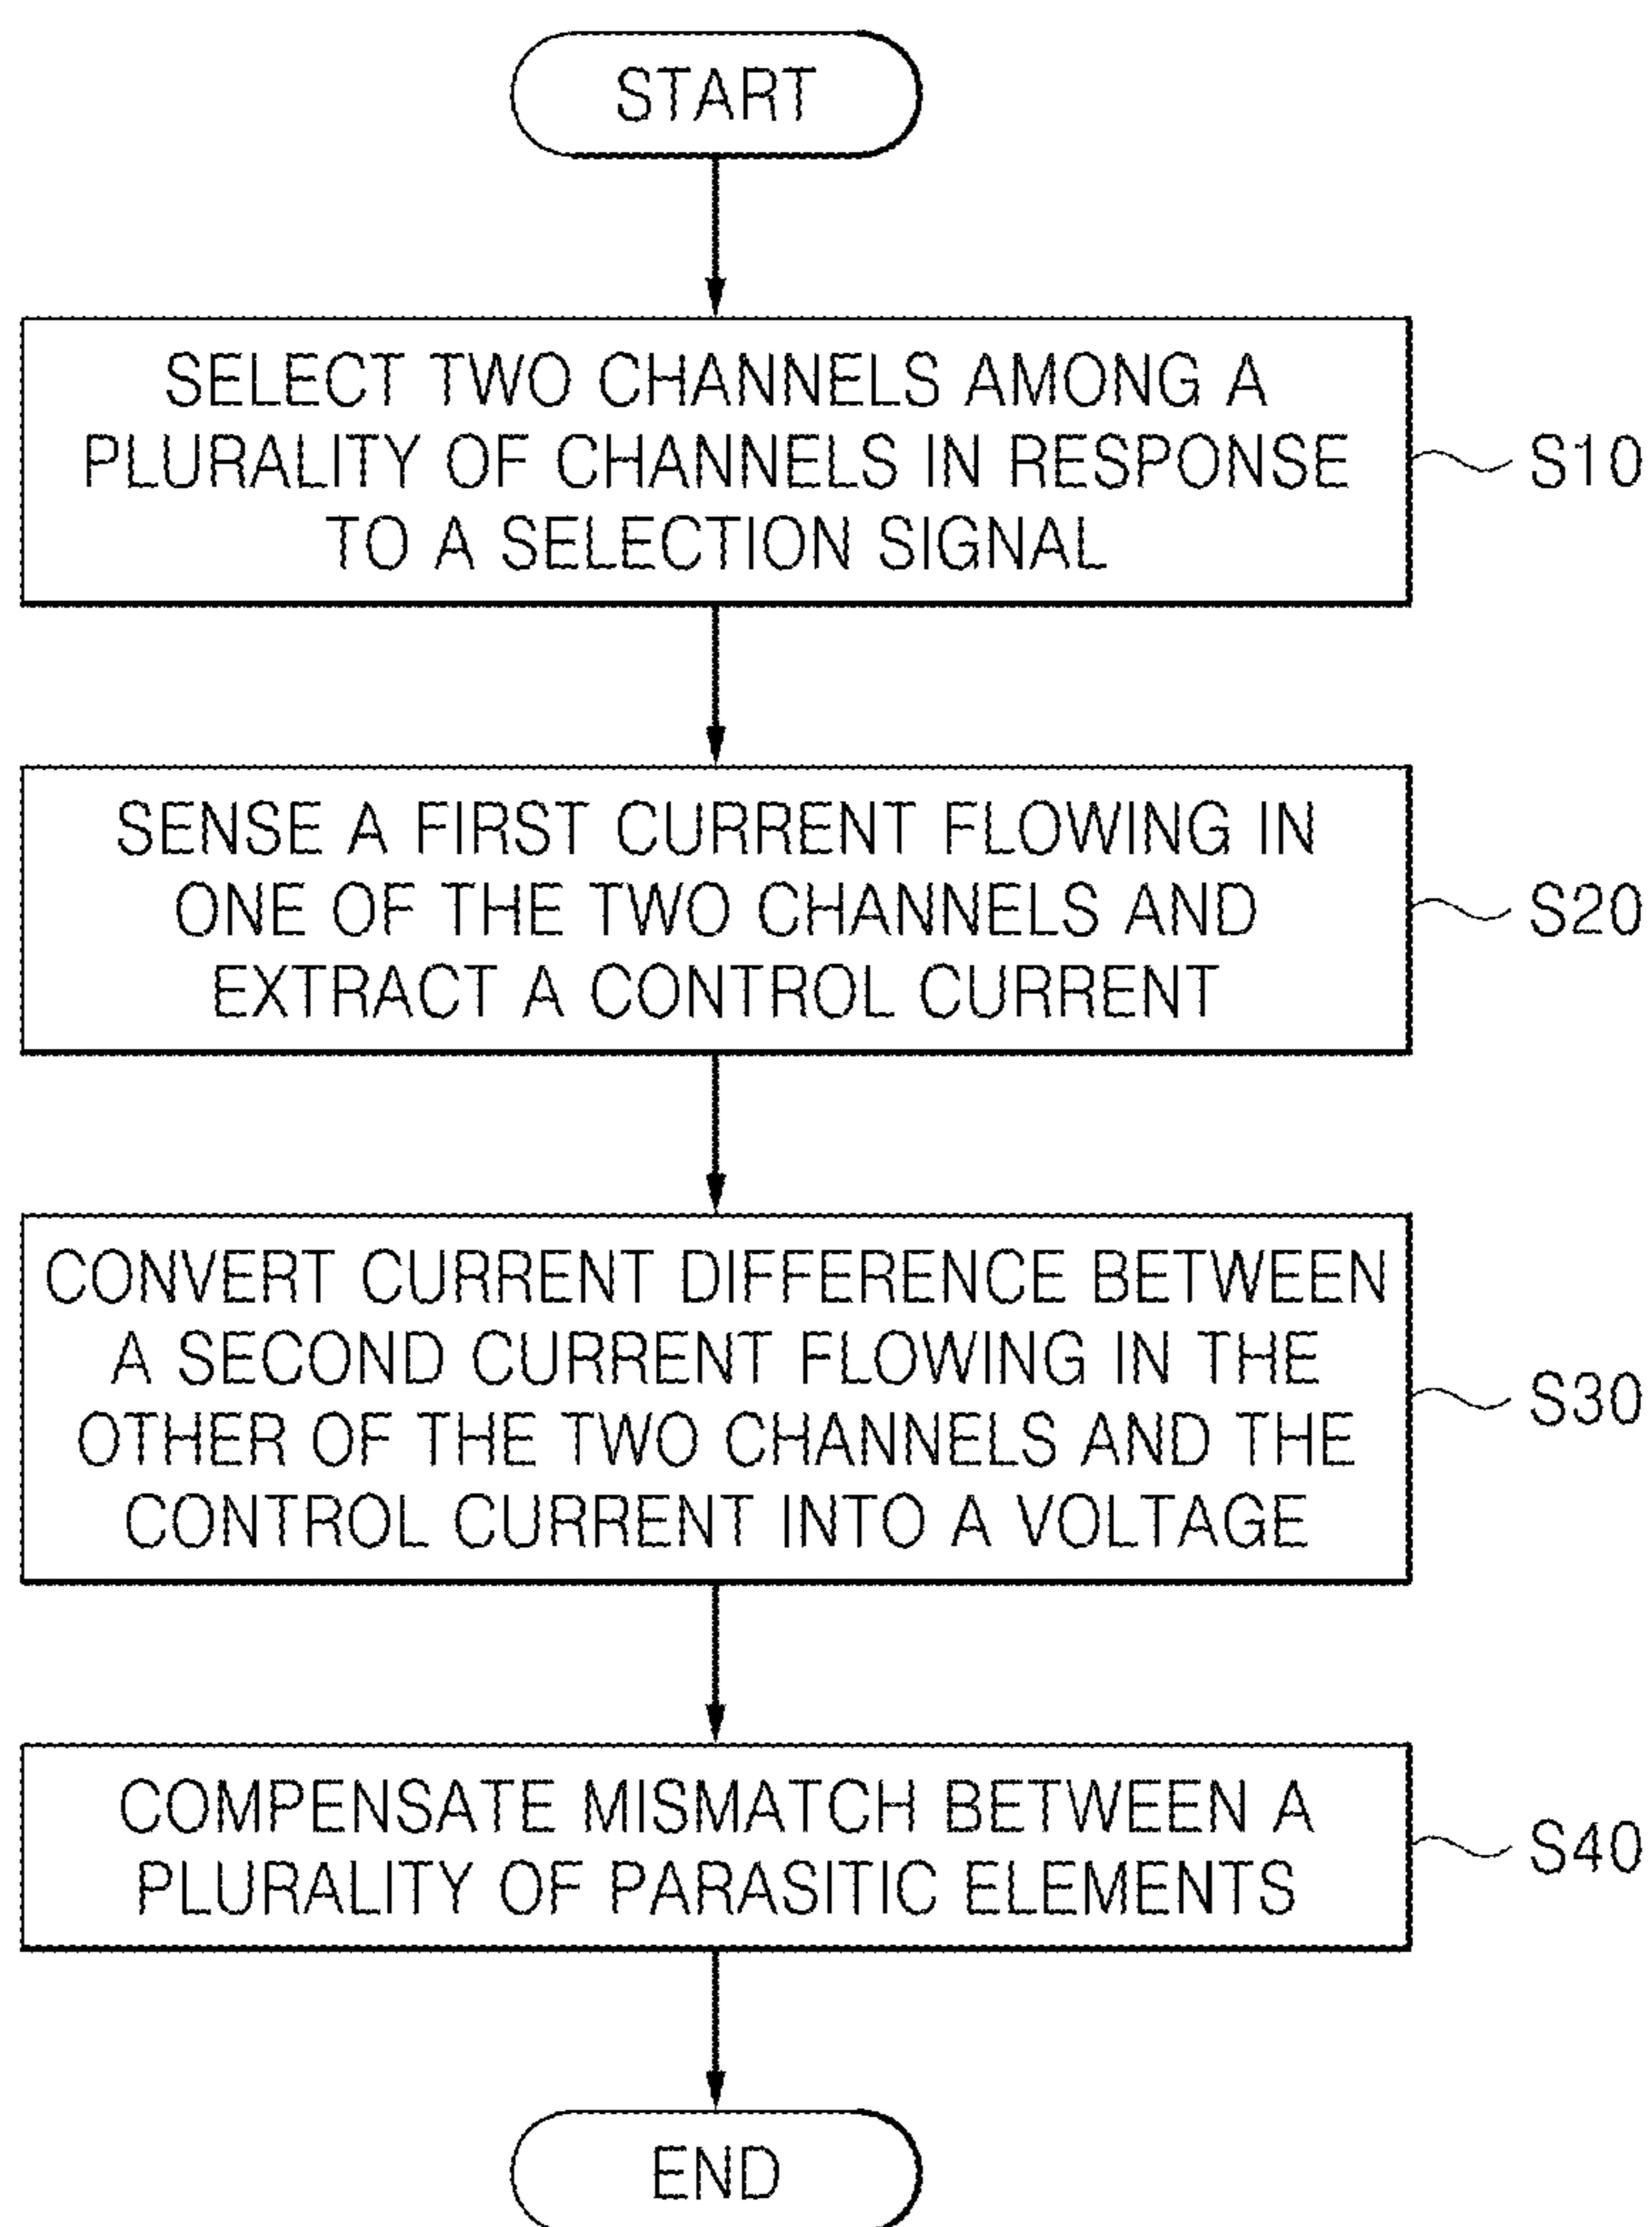 START
SELECT TWO CHANNELS AMONG A
PLURALITY OF CHANNELS IN RESPONSE
TO A SELECTION SIGNAL
S10
SENSE A FIRST CURRENT FLOWING IN
ONE OF THE TWO CHANNELS AND
EXTRACT A CONTROL CURRENT
S20
CONVERT CURRENT DIFFERENCE BETWEEN
A SECOND CURRENT FLOWING IN THE
OTHER OF THE TWO CHANNELS AND THE
CONTROL CURRENT INTO A VOLTAGE
S30
COMPENSATE MISMATCH BETWEEN A
PLURALITY OF PARASITIC ELEMENTS
S40
END